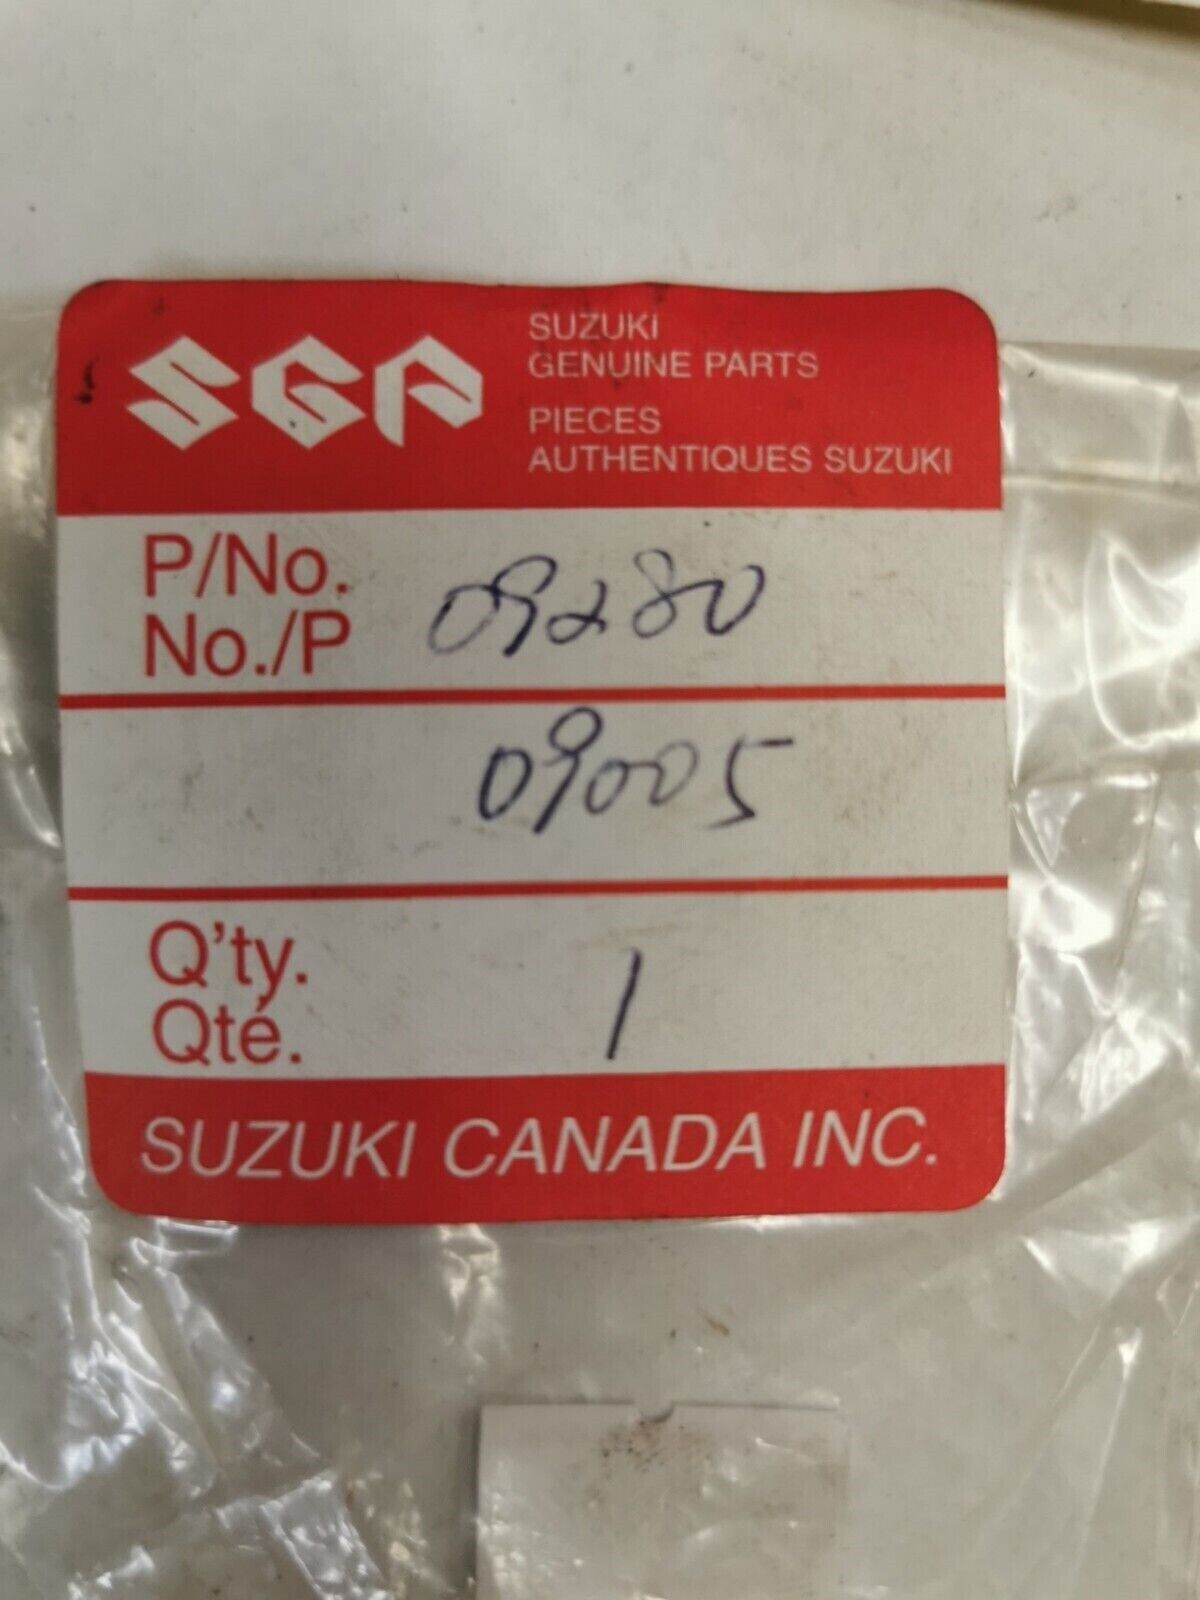 SGP
SUZUKI
GENUINE PARTS
PIECES
AUTHENTIQUES SUZUKI
P/No.
No./P
09280
09005
Q'ty.
Qté.
1
SUZUKI CANADA INC.